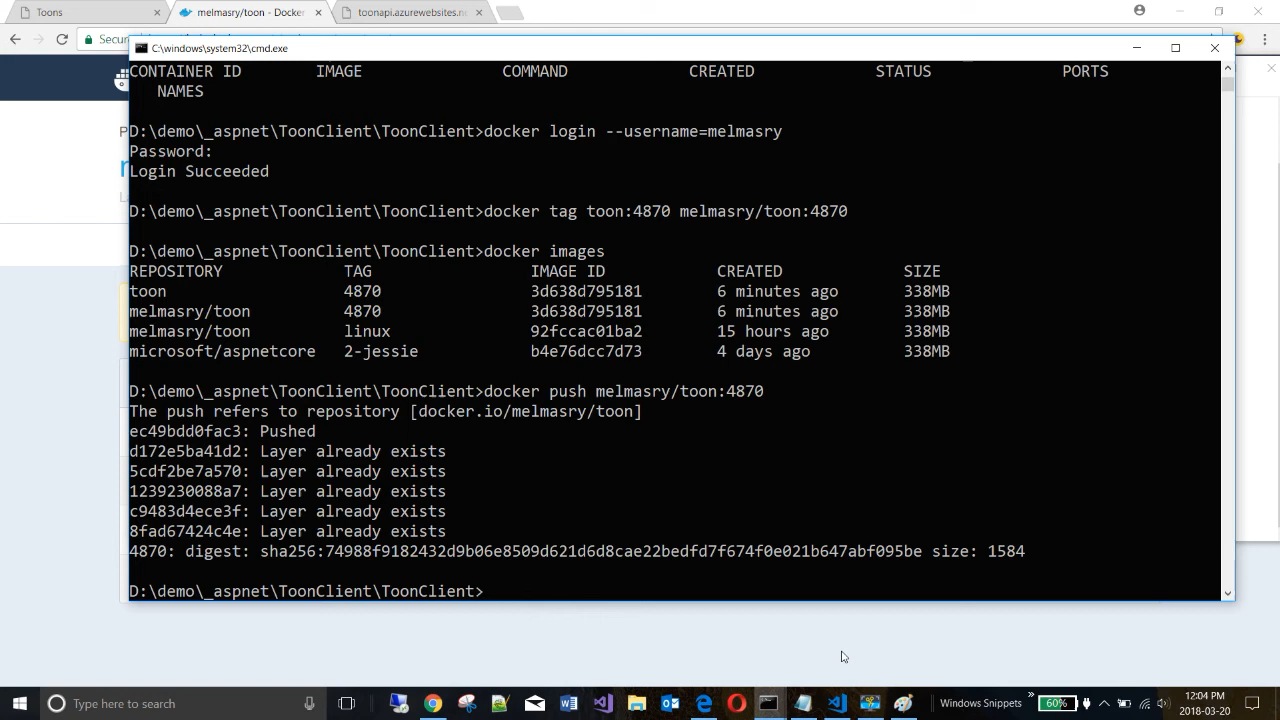 Toons
melmasry/toon - Docker
toonapi.azurewebsites.n
Secur
C:\windows\system32\cmd.exe
CONTAINER ID IMAGE COMMAND CREATED STATUS PORTS
NAMES
D:\demo\_aspnet\ToonClient\ToonClient>docker login --username=melmasry
Password:
Login Succeeded
D:\demo\_aspnet\ToonClient\ToonClient>docker tag toon:4870 melmasry/toon:4870
D:\demo\_aspnet\ToonClient\ToonClient>docker images
REPOSITORY TAG IMAGE ID CREATED SIZE
toon 4870 3d638d795181 6 minutes ago 338MB
melmasry/toon 4870 3d638d795181 6 minutes ago 338MB
melmasry/toon linux 92fccac01ba2 15 hours ago 338MB
microsoft/aspnetcore 2-jessie b4e76dcc7d73 4 days ago 338MB
D:\demo\_aspnet\ToonClient\ToonClient>docker push melmasry/toon:4870
The push refers to repository [docker.io/melmasry/toon]
ec49bdd0fac3: Pushed
d172e5ba41d2: Layer already exists
5cdf2be7a570: Layer already exists
1239230088a7: Layer already exists
c9483d4ece3f: Layer already exists
8fad67424c4e: Layer already exists
4870: digest: sha256:74988f9182432d9b06e8509d621d6d8cae22bedfd7f674f0e021b647abf095be size: 1584
D:\demo\_aspnet\ToonClient\ToonClient>
Type here to search
Windows Snippets
60%
12:04 PM
2018-03-20